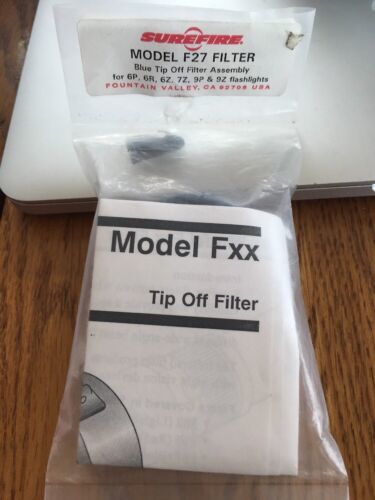 SUREFIRE.
MODEL F27 FILTER
Blue Tip Off Filter Assembly
for 6P, 6R, 6Z, 7Z, 9P & 9Z flashlights
FOUNTAIN VALLEY, CA 92708 USA
Model Fxx
Tip Off Filter